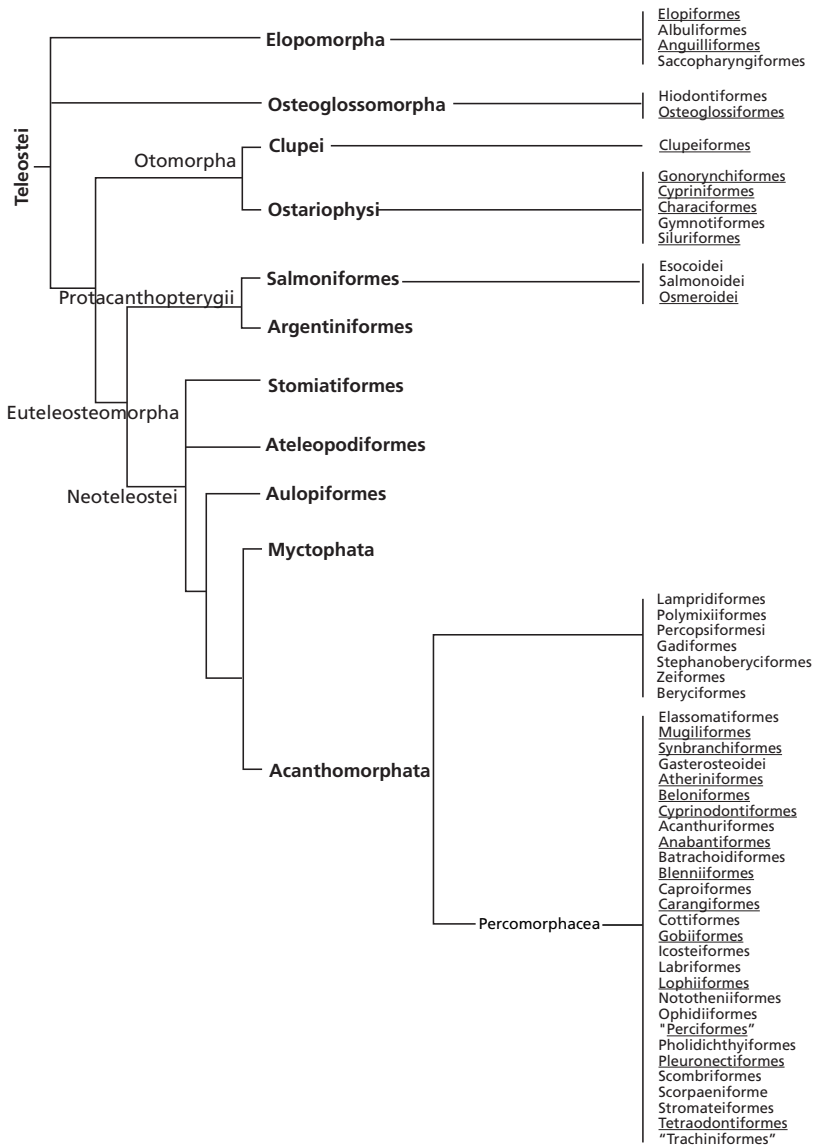 Teleostei
Elopomorpha
Elopiformes
Albuliformes
Anguilliformes
Saccopharyngiformes
Osteoglossomorpha
Hiodontiformes
Osteoglossiformes
Otomorpha
Clupei
Clupeiformes
Ostariophysi
Gonorynchiformes
Cypriniformes
Characiformes
Gymnotiformes
Siluriformes
Protacanthopterygii
Salmoniformes
Esocoidei
Salmonoidei
Osmeroidei
Argentiniformes
Euteleosteomorpha
Stomiatiformes
Ateleopodiformes
Neoteleostei
Aulopiformes
Myctophata
Acanthomorphata
Lampridiformes
Polymixiiformes
Percopsiformesi
Gadiformes
Stephanoberyciformes
Zeiformes
Beryciformes
Percomorphacea
Elassomatiformes
Mugiliformes
Synbranchiformes
Gasterosteoidei
Atheriniformes
Beloniformes
Cyprinodontiformes
Acanthuriformes
Anabantiformes
Batrachoidiformes
Blenniiformes
Caproiformes
Carangiformes
Cottiformes
Gobiiformes
Icosteiformes
Labriformes
Lophiiformes
Nototheniiformes
Ophidiiformes
"Perciformes”
Pholidichthyiformes
Pleuronectiformes
Scombriformes
Scorpaeniforme
Stromateiformes
Tetraodontiformes
“Trachiniformes”